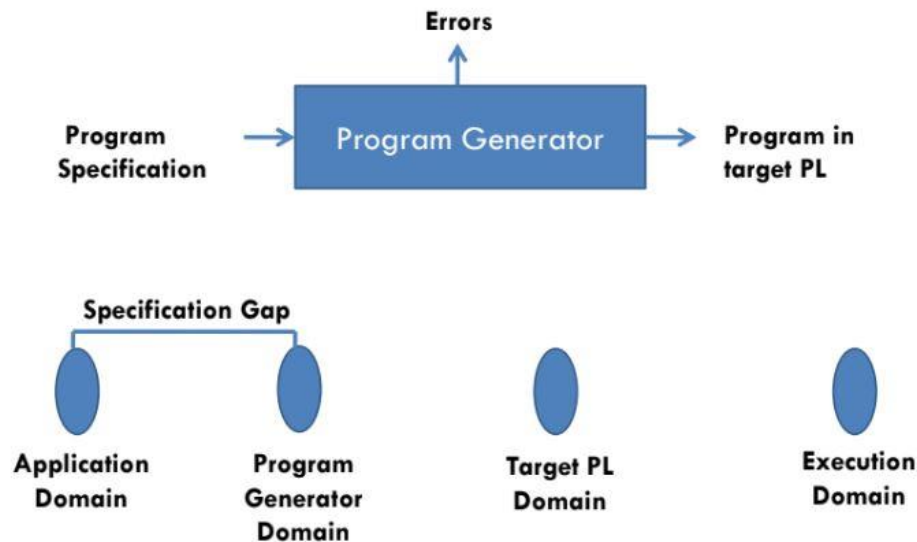 Errors
Program
Specification
Program Generator
Program in
target PL
Specification Gap
Application
Domain
Program
Generator
Domain
Target PL
Domain
Execution
Domain